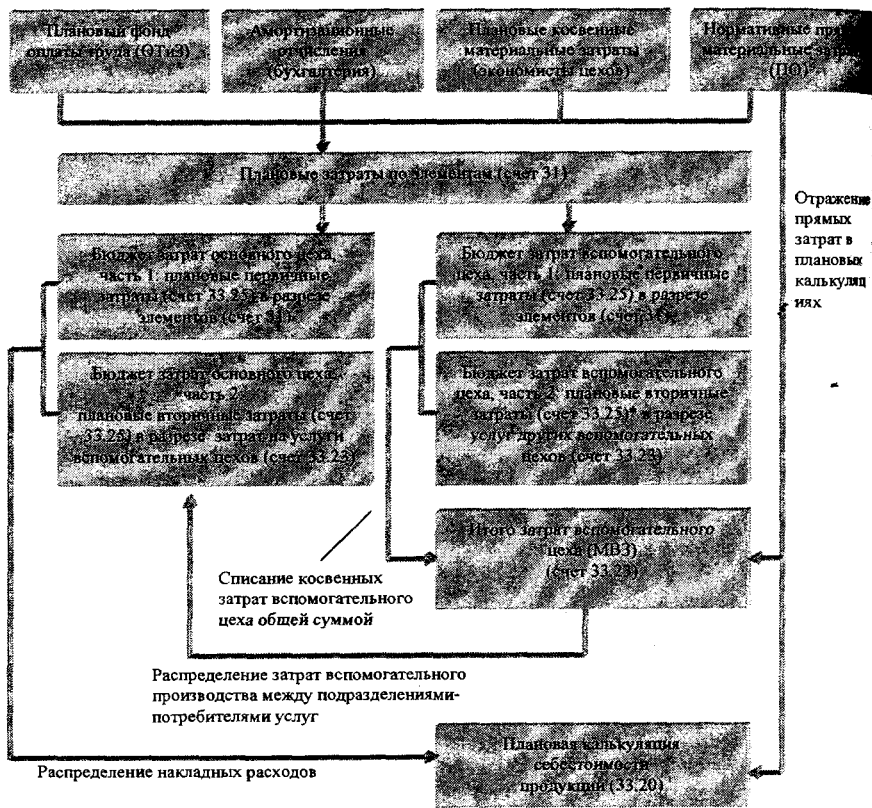 Плановый фонд
оплаты труда (ОТиЗ)
Амортизационные
отчисления
(бухгалтерия)
Плановые косвенные
материальные затраты
(экономисты цехов)
Нормативные
материальные
(ПО)
Плановые затраты по элементам (счет 31)
Отражение
прямых
затрат в
плановых
калькуляц
иях
Бюджет затрат основного цеха,
часть 1: плановые первичные
затраты (счет 33.25) в разрезе
элементов (счет 31)
Бюджет затрат вспомогательного
цеха, часть 1: плановые первичные
затраты (счет 33.25) в разрезе
элементов (счет 31)
Бюджет затрат основного цеха,
часть 2
плановые вторичные затраты (счет
33.25) в разрезе затрат на услуги
вспомогательных цехов (счет 33.23)
Бюджет затрат вспомогательного
цеха, часть 2: плановые вторичные
затраты (счет 33.25)* в разрезе
услуг других вспомогательных
цехов (счет 33.23)
Итого затрат вспомогательного
цеха (МВЗ)
(счет 33.23)
Списание косвенных
затрат вспомогательного
цеха общей суммой
Распределение затрат вспомогательного
производства между подразделениями-
потребителями услуг
Плановая калькуляция
себестоимости
продукции (33.20)
Распределение накладных расходов